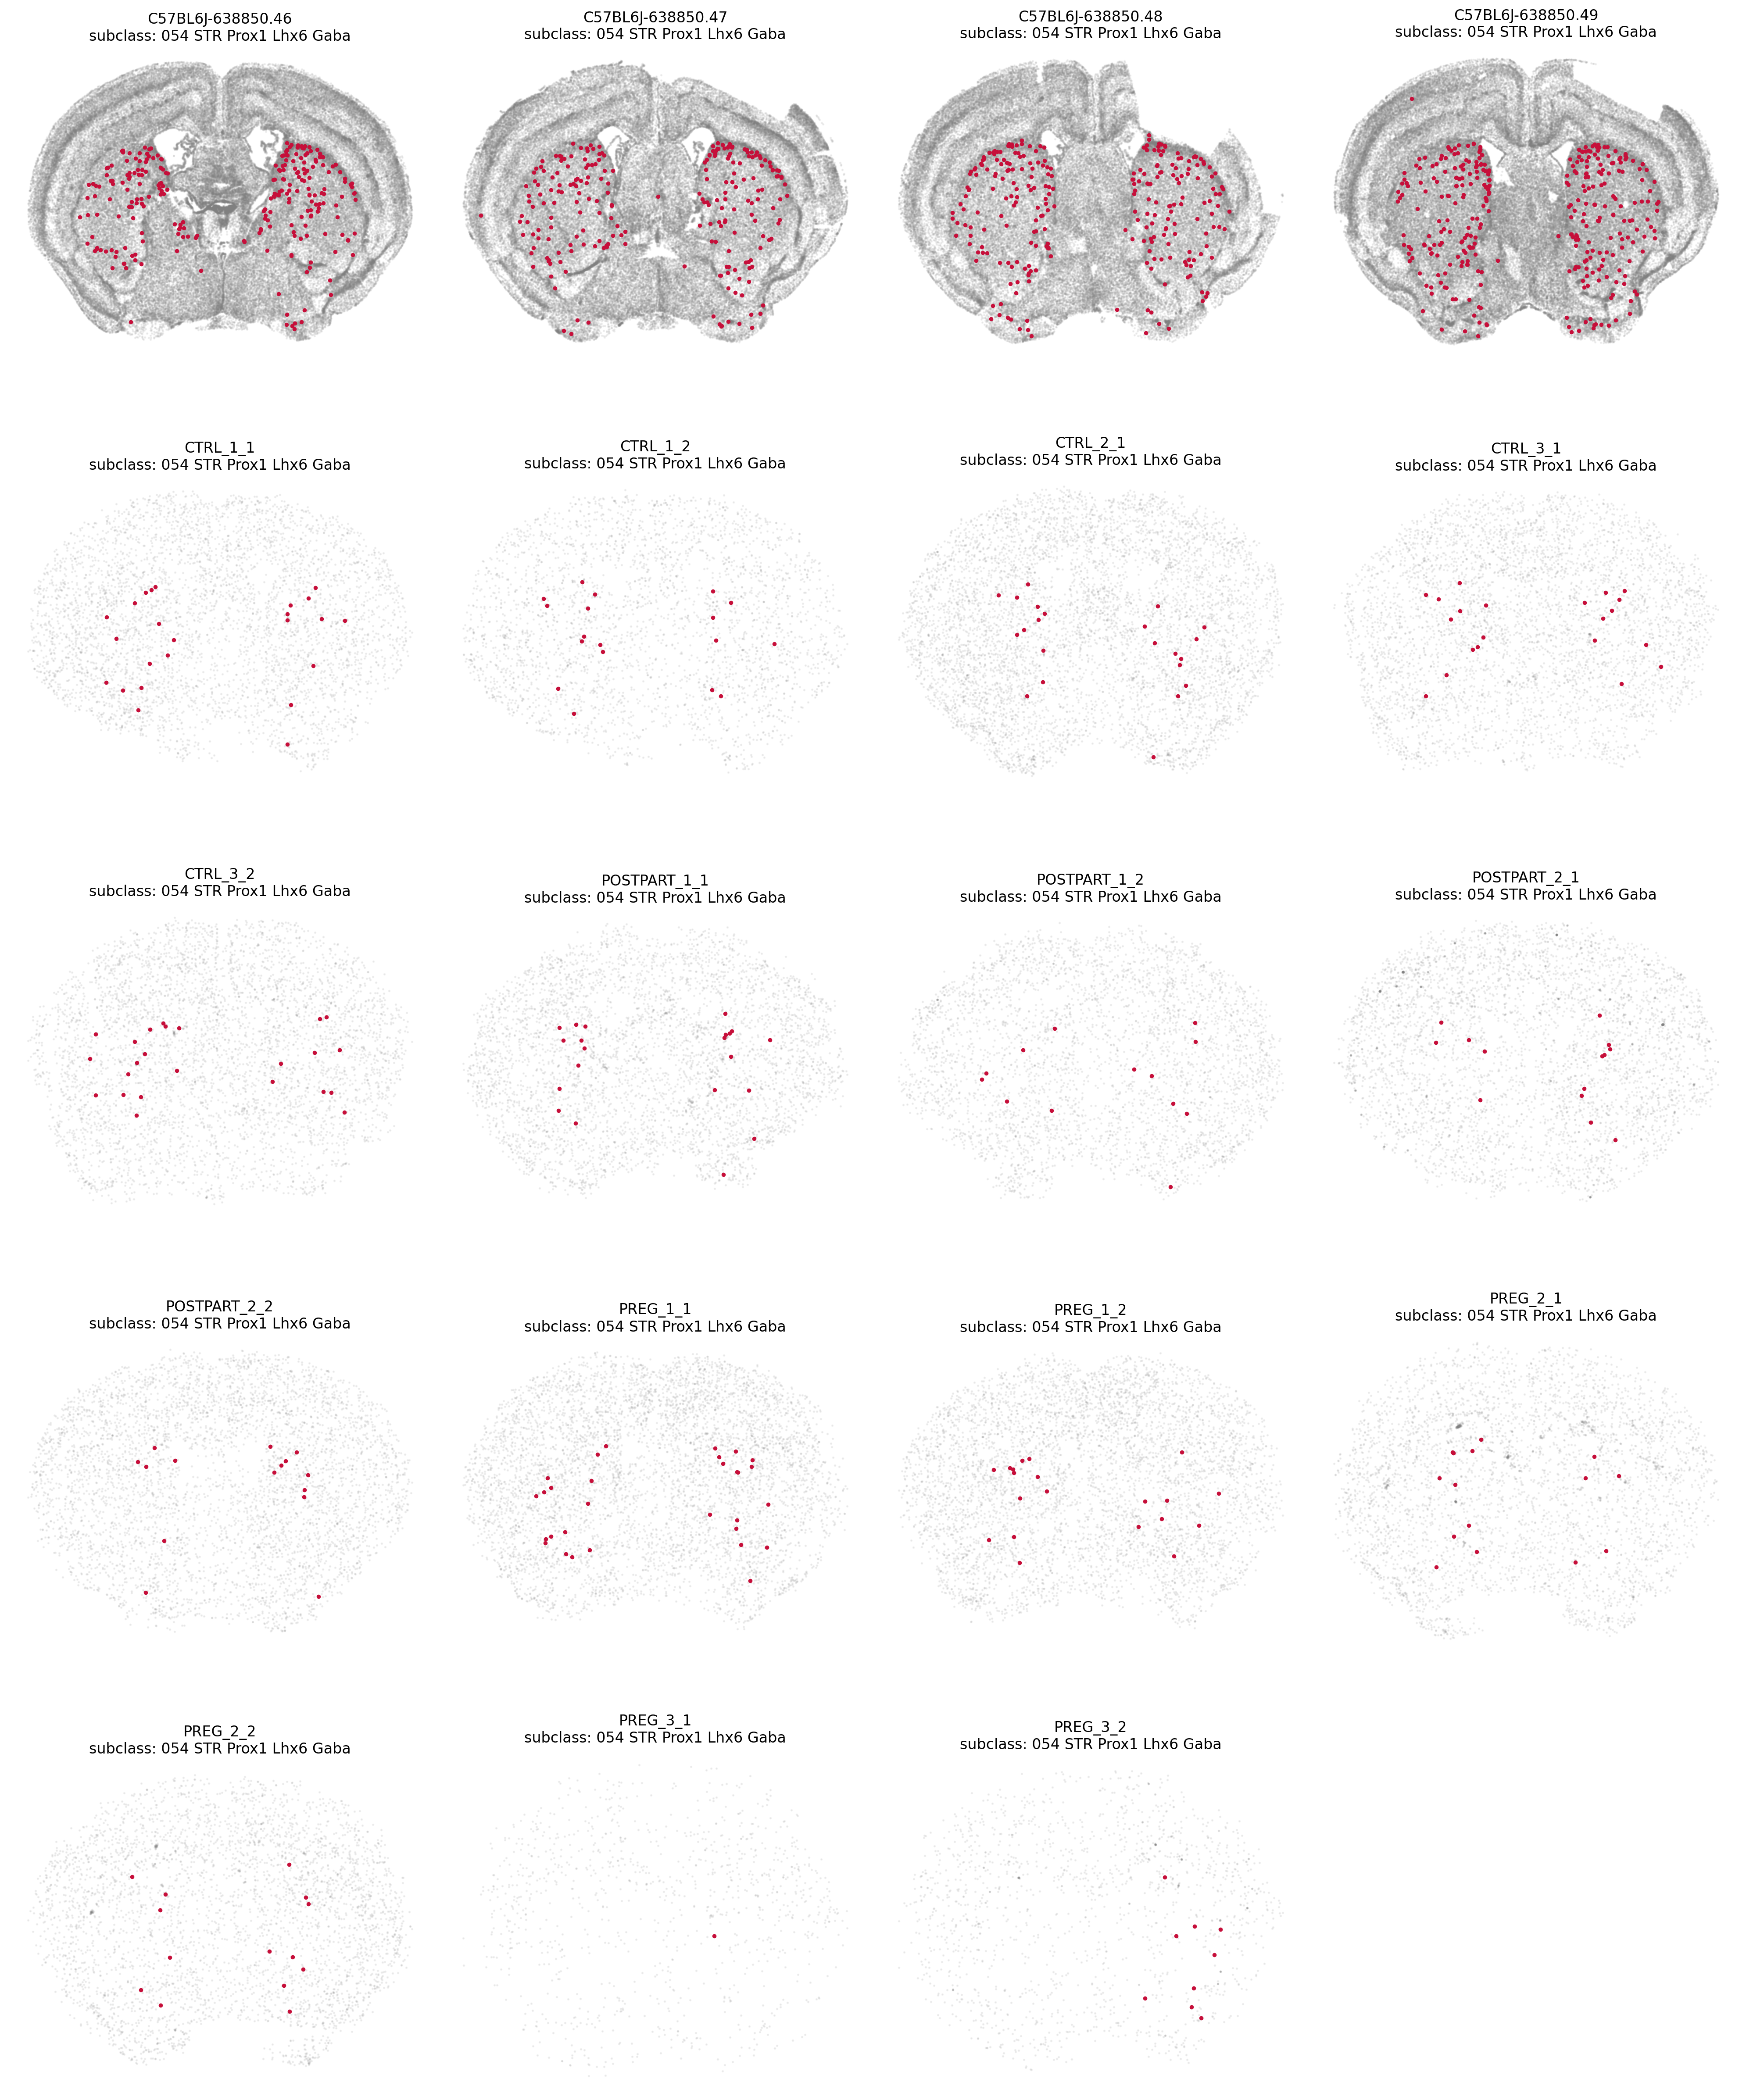 C57BL6J-638850.46
subclass: 054 STR Prox1 Lhx6 Gaba
C57BL6J-638850.47
subclass: 054 STR Prox1 Lhx6 Gaba
C57BL6J-638850.48
subclass: 054 STR Prox1 Lhx6 Gaba
C57BL6J-638850.49
subclass: 054 STR Prox1 Lhx6 Gaba
CTRL_1_1
subclass: 054 STR Prox1 Lhx6 Gaba
CTRL_1_2
subclass: 054 STR Prox1 Lhx6 Gaba
CTRL_2_1
subclass: 054 STR Prox1 Lhx6 Gaba
CTRL_3_1
subclass: 054 STR Prox1 Lhx6 Gaba
CTRL_3_2
subclass: 054 STR Prox1 Lhx6 Gaba
POSTPART_1_1
subclass: 054 STR Prox1 Lhx6 Gaba
POSTPART_1_2
subclass: 054 STR Prox1 Lhx6 Gaba
POSTPART_2_1
subclass: 054 STR Prox1 Lhx6 Gaba
POSTPART_2_2
subclass: 054 STR Prox1 Lhx6 Gaba
PREG_1_1
subclass: 054 STR Prox1 Lhx6 Gaba
PREG_1_2
subclass: 054 STR Prox1 Lhx6 Gaba
PREG_2_1
subclass: 054 STR Prox1 Lhx6 Gaba
PREG_2_2
subclass: 054 STR Prox1 Lhx6 Gaba
PREG_3_1
subclass: 054 STR Prox1 Lhx6 Gaba
PREG_3_2
subclass: 054 STR Prox1 Lhx6 Gaba